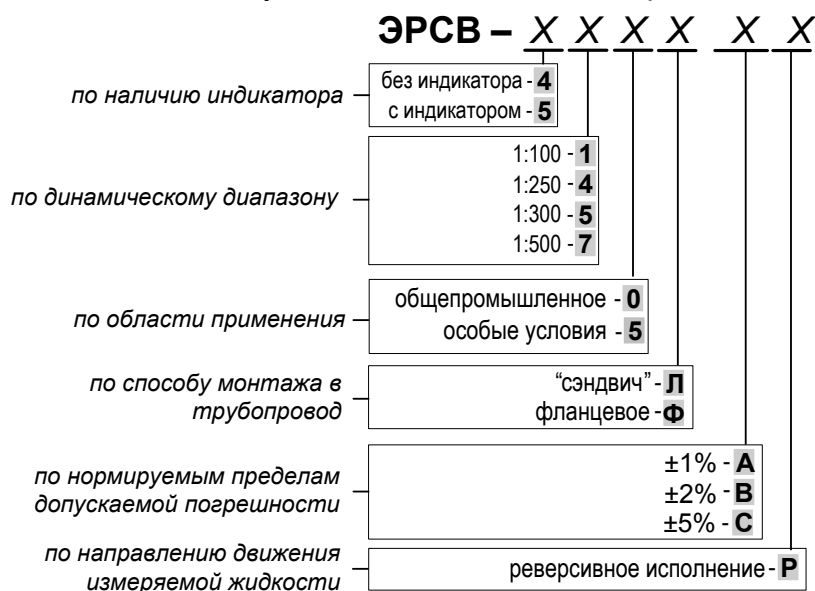 ЭРСВ – Х Х Х Х Х Х
по наличию индикатора
без индикатора - 4
с индикатором - 5
по динамическому диапазону
1:100 - 1
1:250 - 4
1:300 - 5
1:500 - 7
по области применения
общепромышленное - 0
особые условия - 5
по способу монтажа в
трубопровод
“сэндвич” - Л
фланцевое - Ф
по нормируемым пределам
допускаемой погрешности
±1% - А
±2% - В
±5% - С
по направлению движения
измеряемой жидкости
реверсивное исполнение - Р